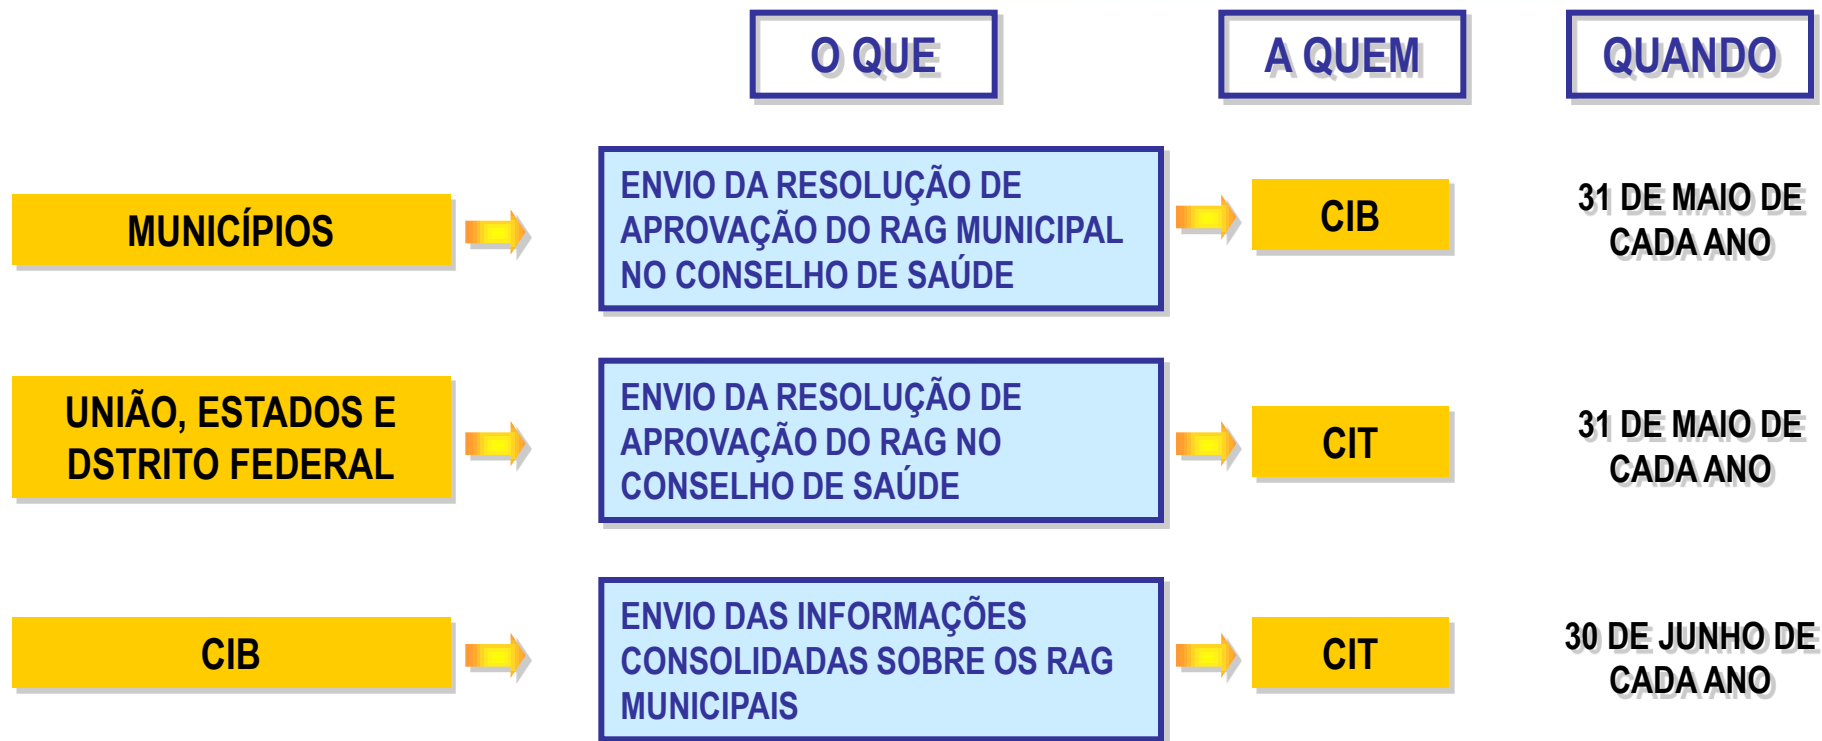 O QUE
A QUEM
QUANDO
MUNICÍPIOS
ENVIO DA RESOLUÇÃO DE
APROVAÇÃO DO RAG MUNICIPAL
NO CONSELHO DE SAÚDE
CIB
31 DE MAIO DE
CADA ANO
UNIÃO, ESTADOS E
DSTRITO FEDERAL
ENVIO DA RESOLUÇÃO DE
APROVAÇÃO DO RAG NO
CONSELHO DE SAÚDE
CIT
31 DE MAIO DE
CADA ANO
CIB
ENVIO DAS INFORMAÇÕES
CONSOLIDADAS SOBRE OS RAG
MUNICIPAIS
CIT
30 DE JUNHO DE
CADA ANO